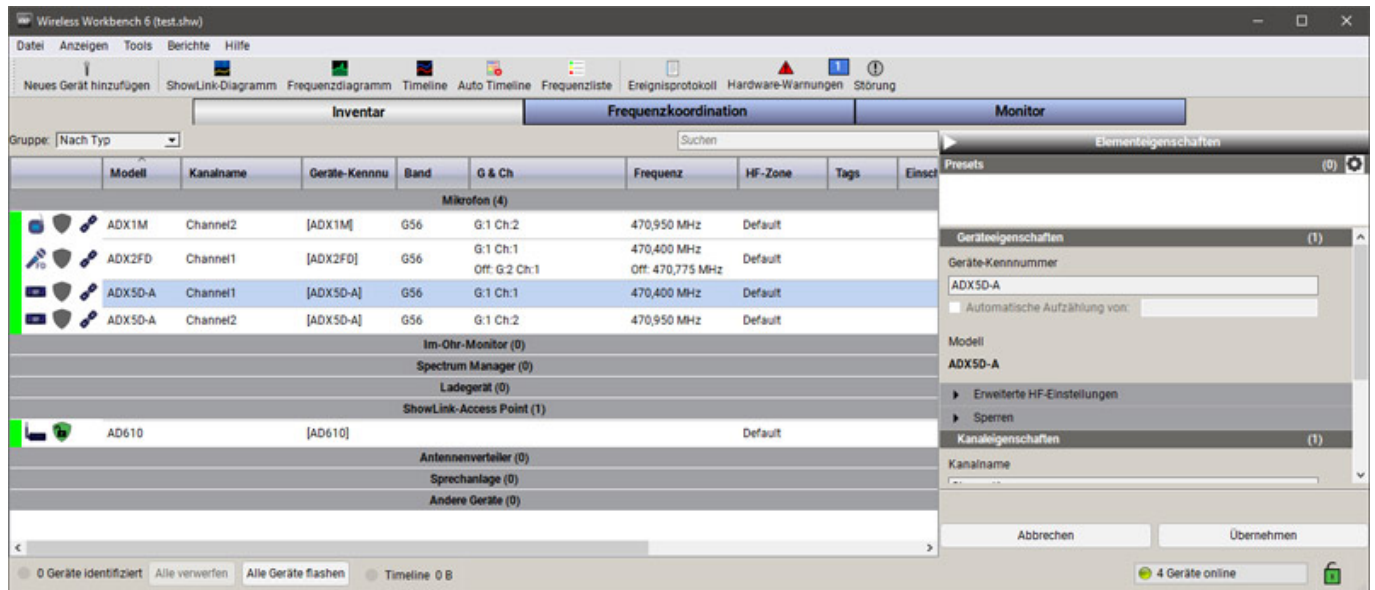 Wireless Workbench 6 (test.shw)
Datei Anzeigen Tools Berichte Hilfe
Neues Gerät hinzufügen ShowLink-Diagramm Frequenzdiagramm Timeline Auto Timeline Frequenzliste Ereignisprotokoll Hardware-Warnungen 1 Störung
Inventar Frequenzkoordination Monitor
Gruppe: Nach Typ Suchen
Modell Kanalname Geräte-Kennnu Band G & Ch Frequenz HF-Zone Tags Einsch
Mikrofon (4)
ADX1M Channel2 [ADX1M] G56 G:1 Ch:2 470,950 MHz Default
G:1 Ch:1 470,400 MHz
FD ADX2FD Channel1 [ADX2FD] G56 Default
Off: G:2 Ch:1 Off: 470,775 MHz
ADX5D-A Channel1 [ADX5D-A] G56 G:1 Ch:1 470,400 MHz Default
ADX5D-A Channel2 [ADX5D-A] G56 G:1 Ch:2 470,950 MHz Default
Im-Ohr-Monitor (0)
Spectrum Manager (0)
Ladegerät (0)
ShowLink-Access Point (1)
AD610 [AD610] Default
Antennenverteiler (0)
Sprechanlage (0)
Andere Geräte (0)
Elementeigenschaften
Presets (0)
Geräteeigenschaften (1)
Geräte-Kennnummer
ADX5D-A
Automatische Aufzählung von:
Modell
ADX5D-A
Erweiterte HF-Einstellungen
Sperren
Kanaleigenschaften (1)
Kanalname
Abbrechen Übernehmen
0 Geräte identifiziert Alle verwerfen Alle Geräte flashen Timeline 0 B 4 Geräte online